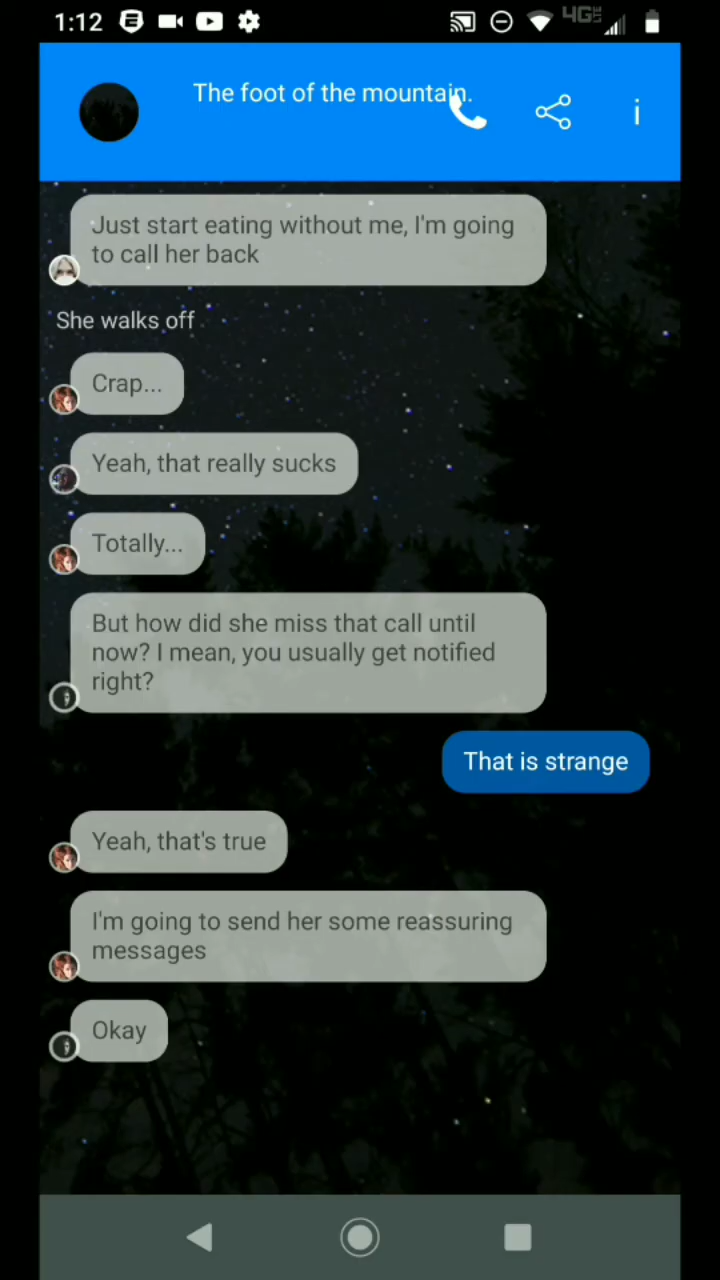 1:12
4G LTE
The foot of the mountain.
i
Just start eating without me, I'm going
to call her back
She walks off
Crap...
Yeah, that really sucks
Totally...
But how did she miss that call until
now? I mean, you usually get notified
right?
That is strange
Yeah, that's true
I'm going to send her some reassuring
messages
Okay